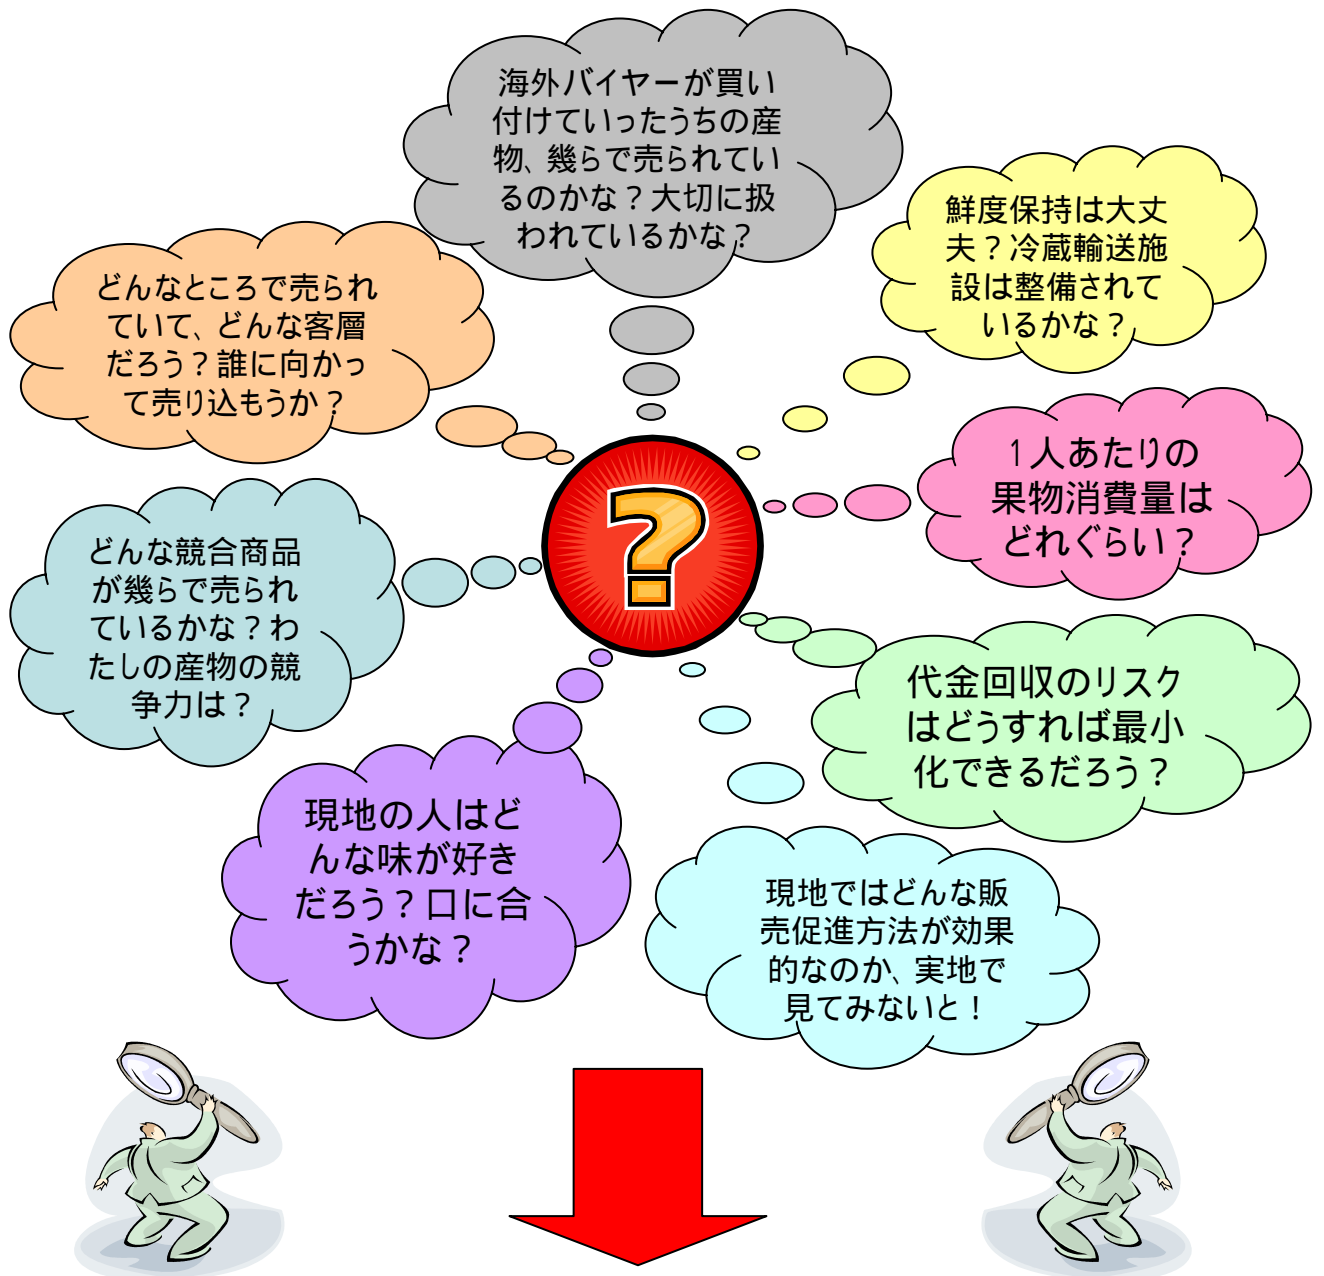 海外バイヤーが買い
付けていったうちの産
物、幾らで売られてい
るのかな？大切に扱
われているかな？
鮮度保持は大丈
夫？冷蔵輸送施
設は整備されて
いるかな？
どんなところで売られ
ていて、どんな客層
だろう？誰に向かっ
て売り込もうか？
1人あたりの
果物消費量は
どれぐらい？
どんな競合商品
が幾らで売られ
ているかな？わ
たしの産物の競
争力は？
代金回収のリスク
はどうすれば最小
化できるだろう？
現地の人はど
んな味が好き
だろう？口に合
うかな？
現地ではどんな販
売促進方法が効果
的なのか、実地で
見てみないと！
?